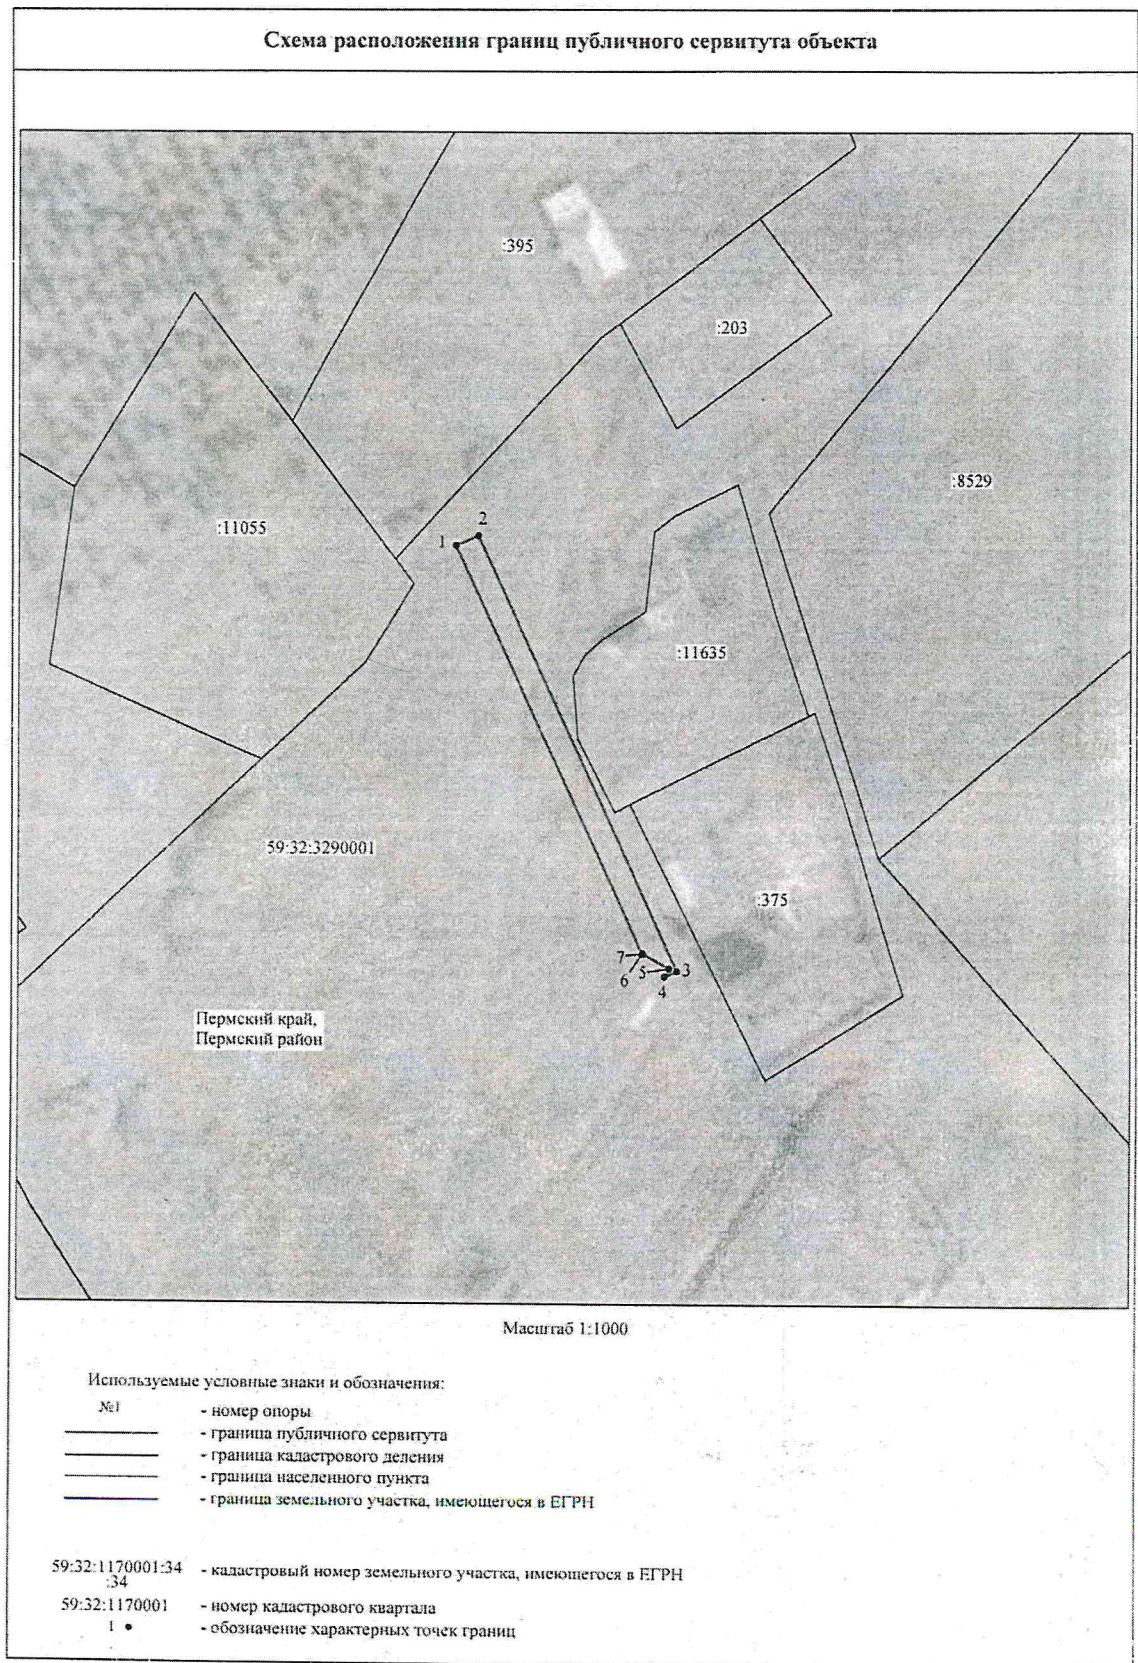 Схема расположения границ публичного сервитута объекта
:395
:203
:8529
:11055
2
1
:11635
59:32:3290001
:375
7
6
5
3
4
Пермский край,
Пермский район
Масштаб 1:1000
Используемые условные знаки и обозначения:
№1 - номер опоры
- граница публичного сервитута
- граница кадастрового деления
- граница населенного пункта
- граница земельного участка, имеющегося в ЕГРН
59:32:1170001:34 - кадастровый номер земельного участка, имеющегося в ЕГРН
:34
59:32:1170001 - номер кадастрового квартала
1 • - обозначение характерных точек границ